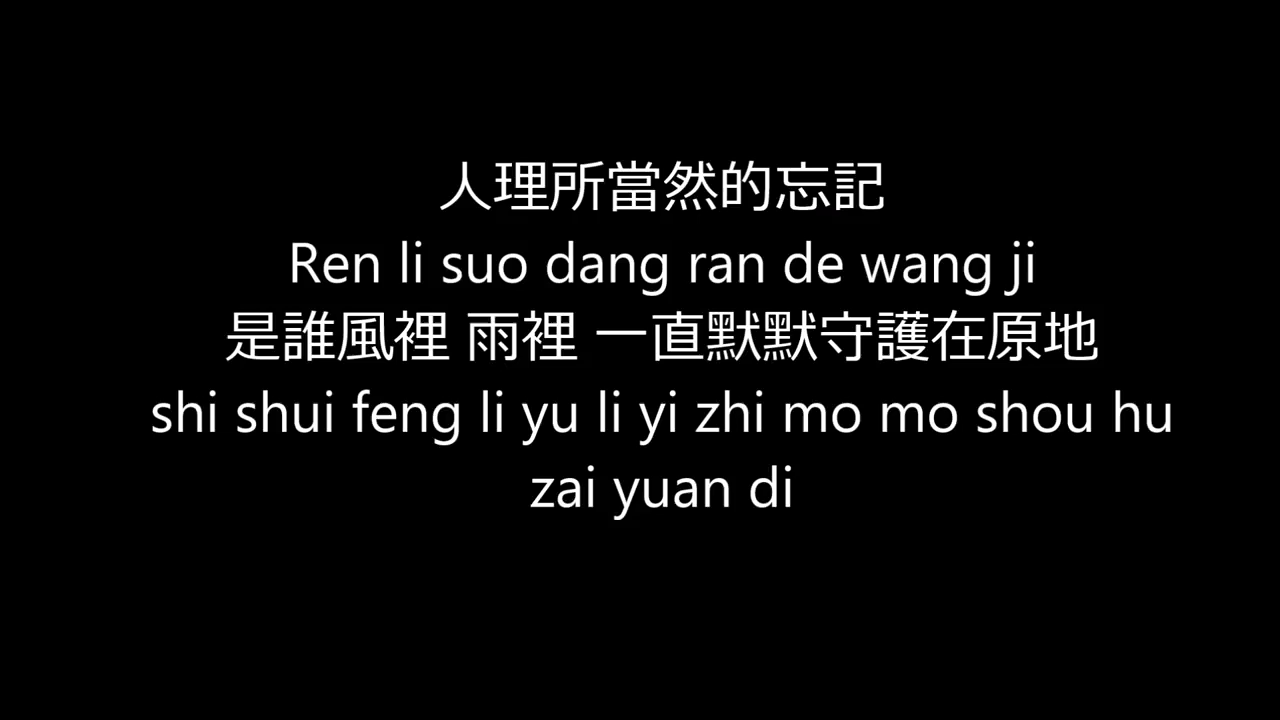 人理所當然的忘記
Ren li suo dang ran de wang ji
是誰風裡 雨裡 一直默默守護在原地
shi shui feng li yu li yi zhi mo mo shou hu
zai yuan di